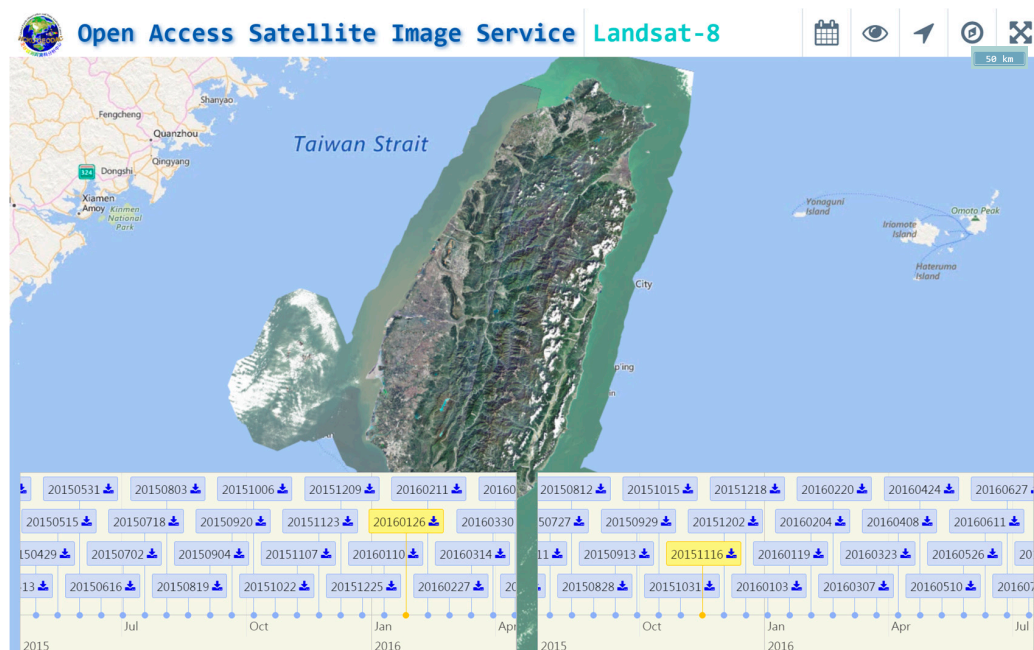 Open Access Satellite Image Service Landsat-8
50 km
Shanyao
Fengcheng
Quanzhou
Taiwan Strait
Qingyang
124
Dongshi
Xiamen
Amoy
Kinmen
National
Park
Yonaguni
Island
Omoto Peak
Iriomote
Island
Hateruma
Island
City
20150531 20150803 20151006 20151209 20160211
20150812 20151015 20151218 20160220 20160424 20160627
20150515 20150718 20150920 20151123 20160126 20160330
20150929 20151202 20160204 20160408 20160611
20150702 20150904 20151107 20160110 20160314
20150913 20151116 20160119 20160323 20160526
20150616 20150819 20151022 20151225 20160227
20150828 20151031 20160103 20160307 20160510
Jul Oct Jan Apr
2015 2016
Oct Jan Apr Jul
2015 2016